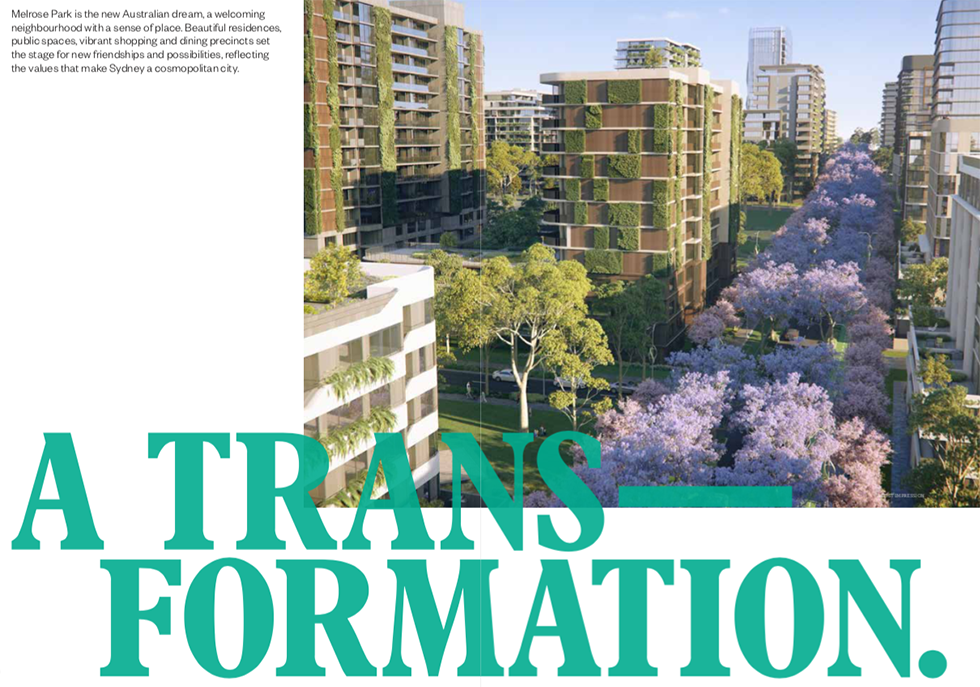 Melrose Park is the new Australian dream, a welcoming
neighbourhood with a sense of place. Beautiful residences,
public spaces, vibrant shopping and dining precincts set
the stage for new friendships and possibilities, reflecting
the values that make Sydney a cosmopolitan city.
A TRANS—
FORMATION.